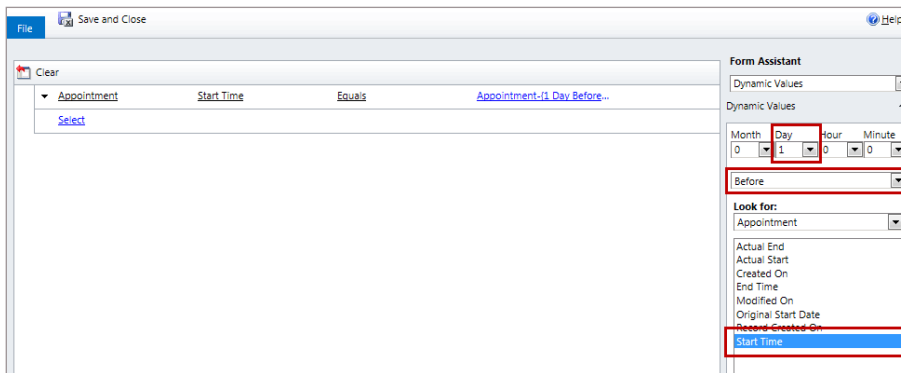 File
Save and Close
Help
Clear
Appointment Start Time Equals Appointment-(1 Day Before...
Select
Form Assistant
Dynamic Values
Dynamic Values
Month Day Hour Minute
0 1 0 0
Before
Look for:
Appointment
Actual End
Actual Start
Created On
End Time
Modified On
Original Start Date
Record Created On
Start Time